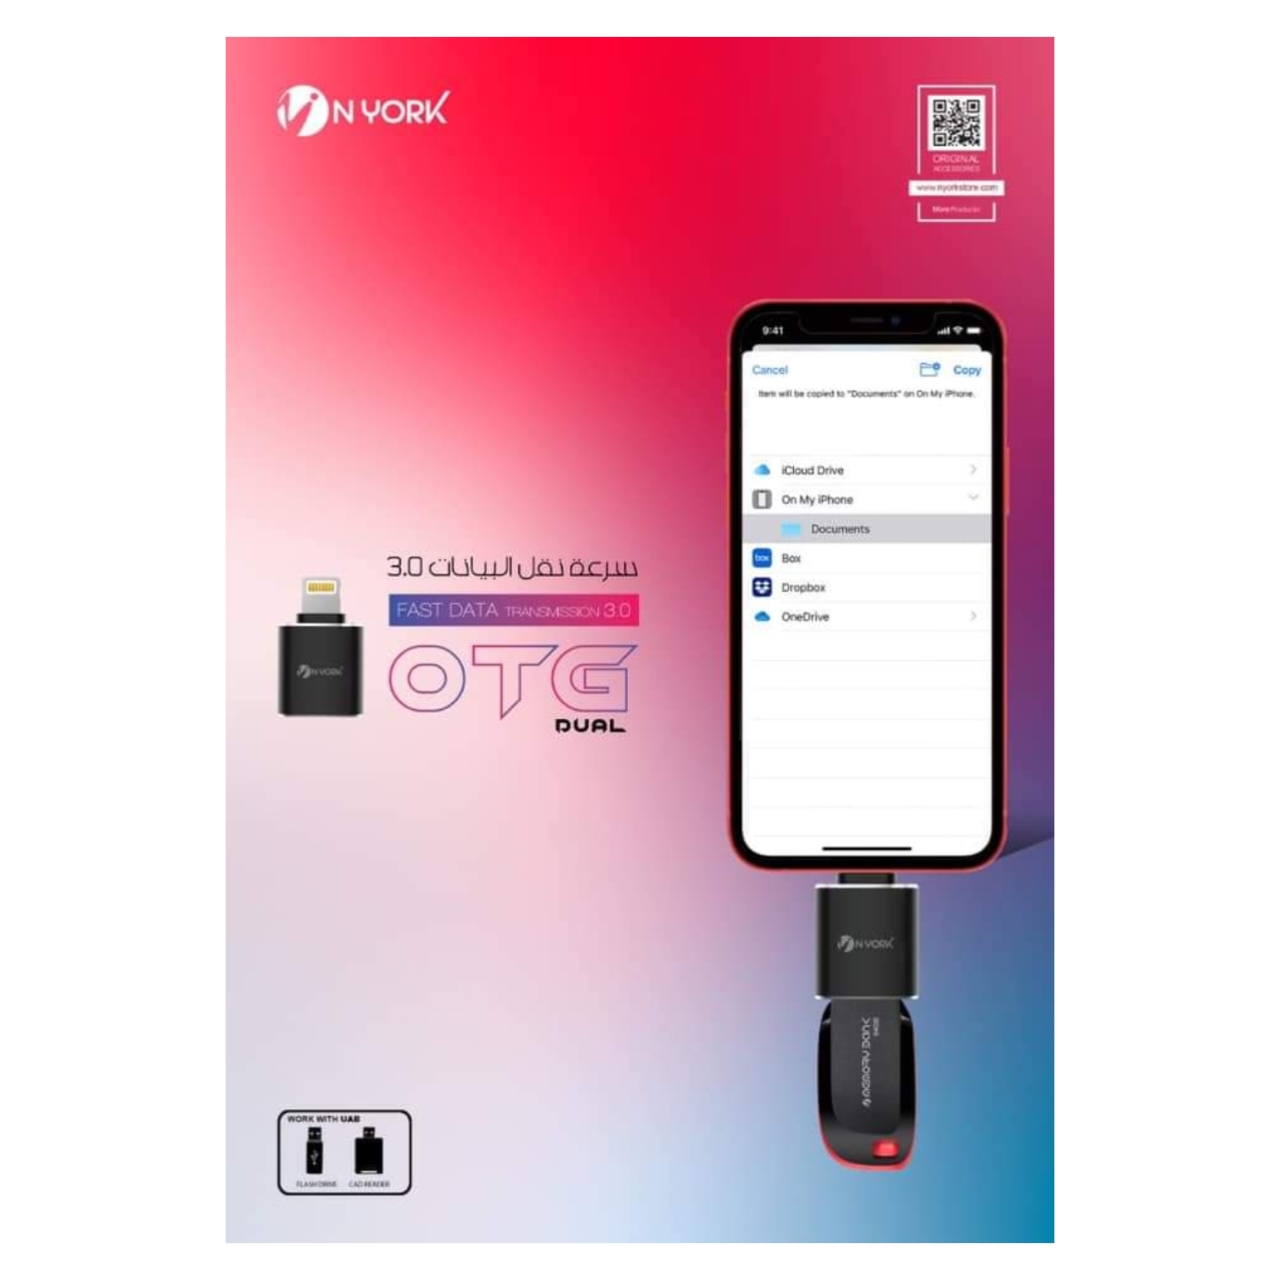 N YORK
ORIGINAL
ACCESSORIES
www.nyorkstore.com
More Products
9:41
Cancel
Copy
Item will be copied to "Documents" on On My iPhone.
iCloud Drive
On My iPhone
Documents
box
Box
Dropbox
OneDrive
سرعة نقل البيانات 3.0
FAST DATA TRANSMISSION 3.0
OTG
DUAL
N YORK
N YORK
64GB
WORK WITH UAB
FLASH DRIVE
CAD READER